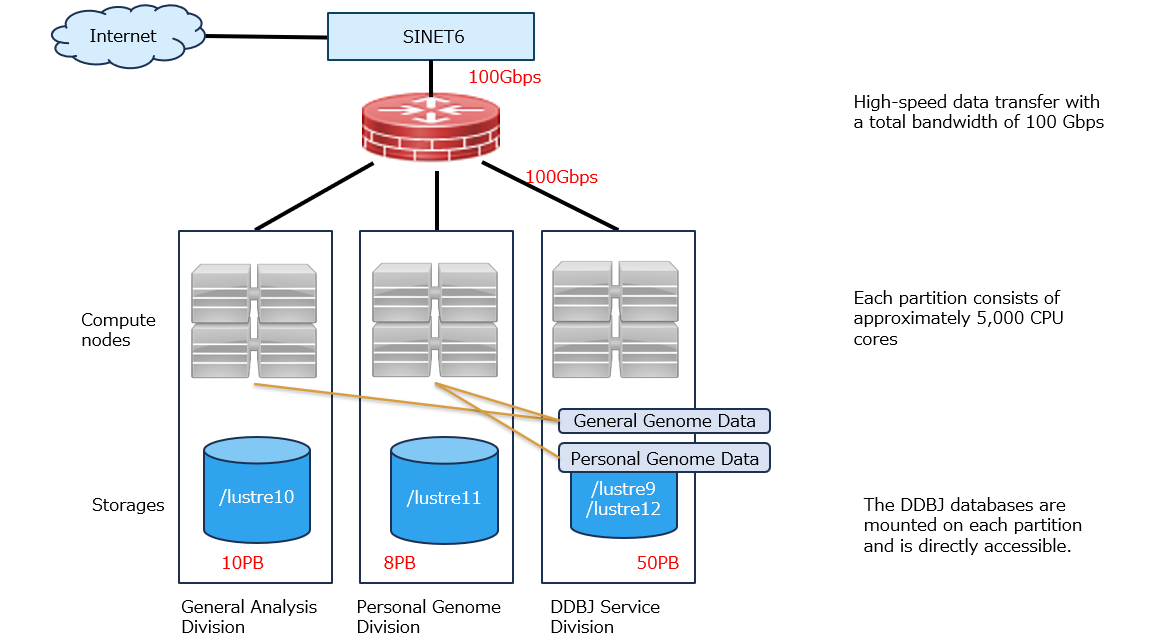 Internet
SINET6
100Gbps
High-speed data transfer with
a total bandwidth of 100 Gbps
100Gbps
Compute
nodes
Each partition consists of
approximately 5,000 CPU
cores
General Genome Data
Personal Genome Data
Storages
/lustre10
/lustre11
/lustre9
/lustre12
The DDBJ databases are
mounted on each partition
and is directly accessible.
10PB
8PB
50PB
General Analysis
Division
Personal Genome
Division
DDBJ Service
Division